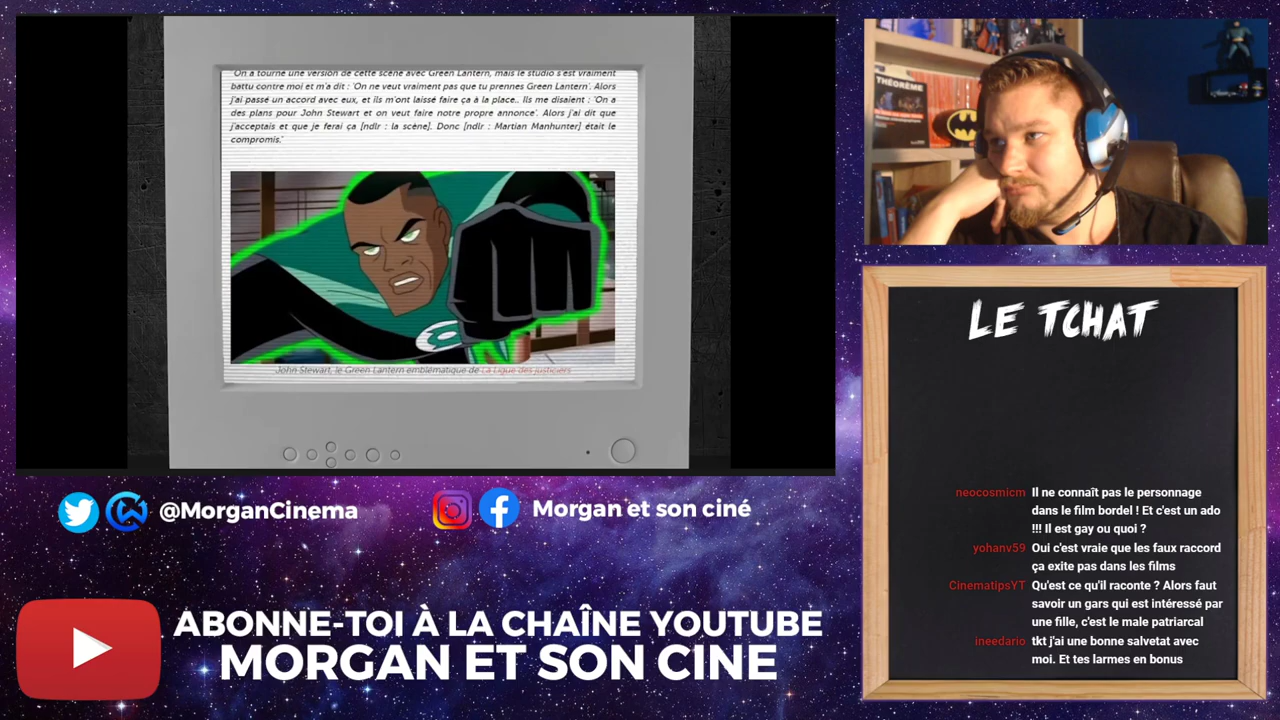 On a tourné une version de cette scène avec Green Lantern, mais le studio s'est vraiment
battu contre moi et m'a dit : 'On ne veut vraiment pas que tu prennes Green Lantern'. Alors
j'ai passé un accord avec eux, et ils m'ont laissé faire ça à la place.. Ils me disaient : 'On a
des plans pour John Stewart et on veut faire notre propre annonce'. Alors j'ai dit que
j'acceptais et que je ferai ça [ndlr : la scène]. Donc [ndlr : Martian Manhunter] était le
compromis."
John Stewart, le Green Lantern emblématique de La Ligue des justiciers
THÉORÈME
@MorganCinema
Morgan et son ciné
ABONNE-TOI À LA CHAÎNE YOUTUBE
MORGAN ET SON CINE
LE TCHAT
neocosmicm Il ne connaît pas le personnage
dans le film bordel ! Et c'est un ado
!!! Il est gay ou quoi ?
yohanv59 Oui c'est vraie que les faux raccord
ça exite pas dans les films
CinematipsYT Qu'est ce qu'il raconte ? Alors faut
savoir un gars qui est intéressé par
une fille, c'est le male patriarcal
ineedario tkt j'ai une bonne salvetat avec
moi. Et tes larmes en bonus